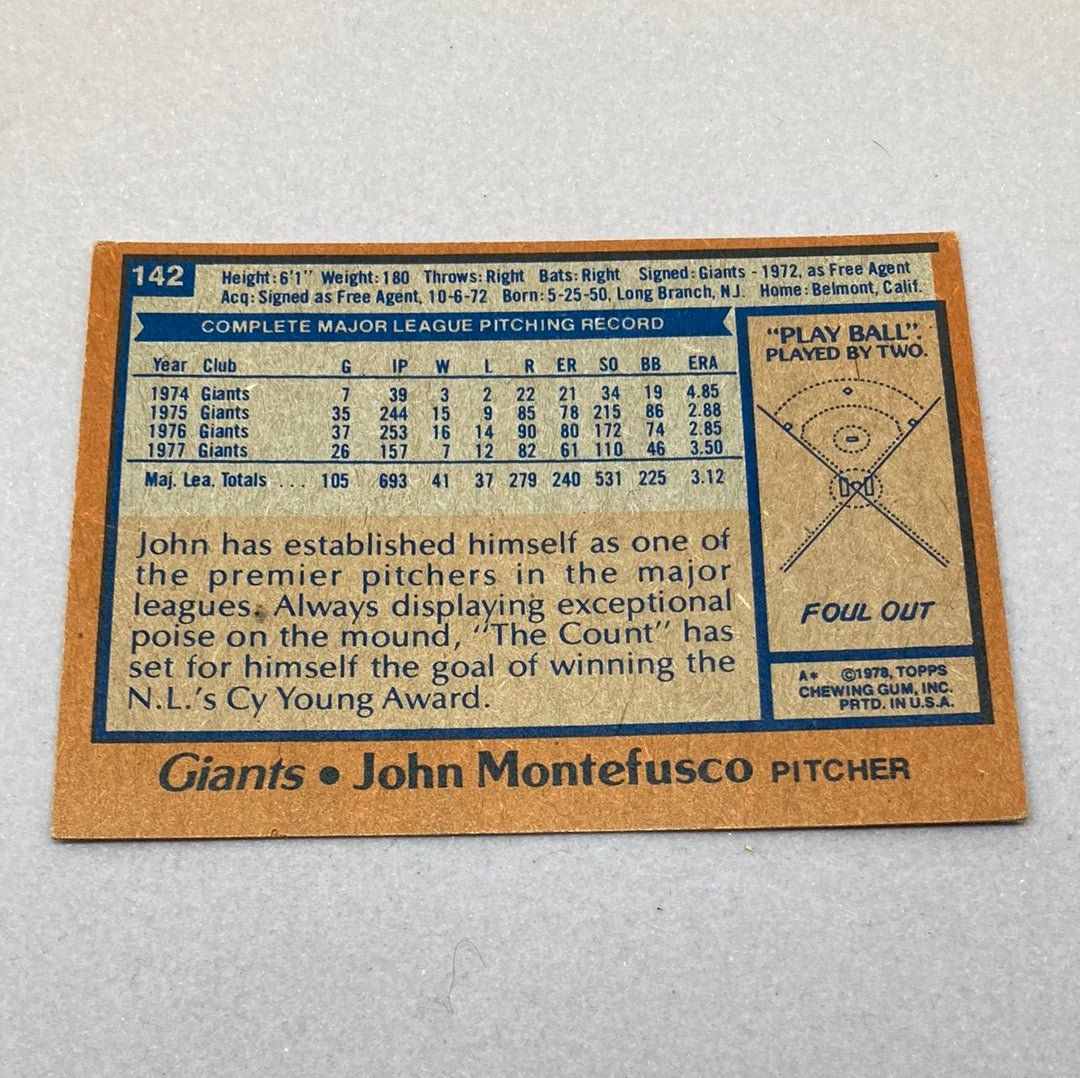 142
Height: 6'1" Weight: 180 Throws: Right Bats: Right Signed: Giants - 1972, as Free Agent
Acq: Signed as Free Agent, 10-6-72 Born: 5-25-50, Long Branch, N.J. Home: Belmont, Calif.
COMPLETE MAJOR LEAGUE PITCHING RECORD
Year Club G IP W L R ER SO BB ERA
1974 Giants 7 39 3 2 22 21 34 19 4.85
1975 Giants 35 244 15 9 85 78 215 86 2.88
1976 Giants 37 253 16 14 90 80 172 74 2.85
1977 Giants 26 157 7 12 82 61 110 46 3.50
Maj. Lea. Totals . . . 105 693 41 37 279 240 531 225 3.12
John has established himself as one of
the premier pitchers in the major
leagues. Always displaying exceptional
poise on the mound, "The Count" has
set for himself the goal of winning the
N.L.'s Cy Young Award.
"PLAY BALL".
PLAYED BY TWO.
FOUL OUT
A* ©1978, TOPPS
CHEWING GUM, INC.
PRTD. IN U.S.A.
Giants • John Montefusco PITCHER